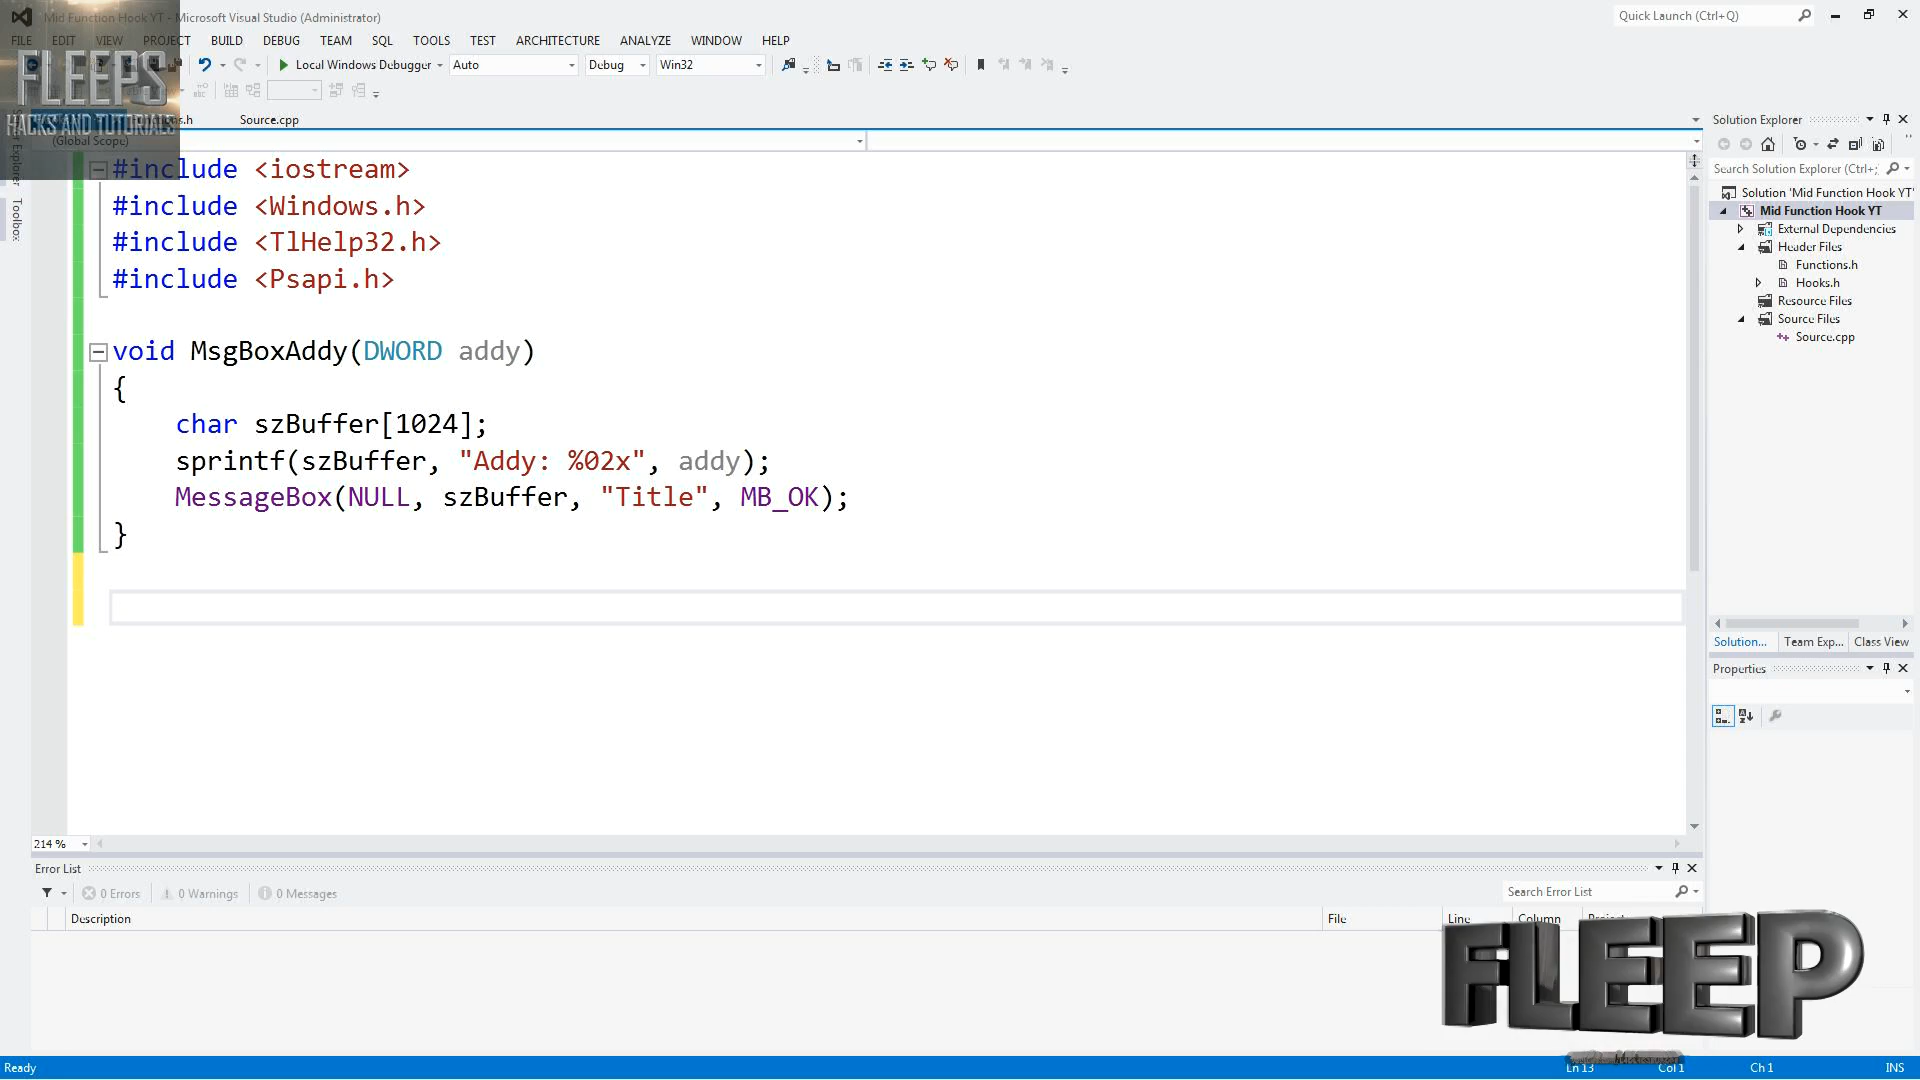 Mid Function Hook YT - Microsoft Visual Studio (Administrator)
Quick Launch (Ctrl+Q)
FILE EDIT VIEW PROJECT BUILD DEBUG TEAM SQL TOOLS TEST ARCHITECTURE ANALYZE WINDOW HELP
Local Windows Debugger Auto Debug Win32
FLEEPS
HACKS AND TUTORIALS
Source.cpp
(Global Scope)
Toolbox
#include <iostream>
#include <Windows.h>
#include <TlHelp32.h>
#include <Psapi.h>
void MsgBoxAddy(DWORD addy)
{
char szBuffer[1024];
sprintf(szBuffer, "Addy: %02x", addy);
MessageBox(NULL, szBuffer, "Title", MB_OK);
}
214 %
Solution Explorer
Search Solution Explorer (Ctrl+;
Solution 'Mid Function Hook YT'
Mid Function Hook YT
External Dependencies
Header Files
Functions.h
Hooks.h
Resource Files
Source Files
Source.cpp
Solution... Team Exp... Class View
Properties
Error List
0 Errors 0 Warnings 0 Messages
Search Error List
Description File Line Column Project
FLEEP
Ready Ln 13 Col 1 Ch 1 INS